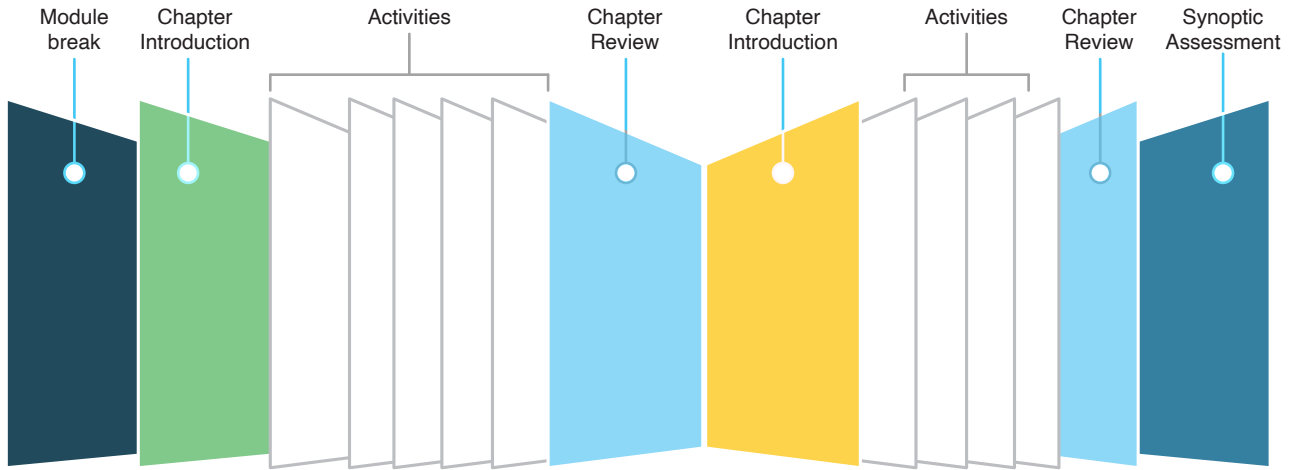 Module
break
Chapter
Introduction
Activities
Chapter
Review
Chapter
Introduction
Activities
Chapter
Review
Synoptic
Assessment